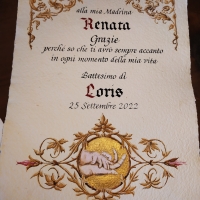 alla mia Madrina
Renata
Grazie
perchè so che ti avrò sempre accanto
in ogni momento della mia vita
Battesimo di
Loris
25 Settembre 2022